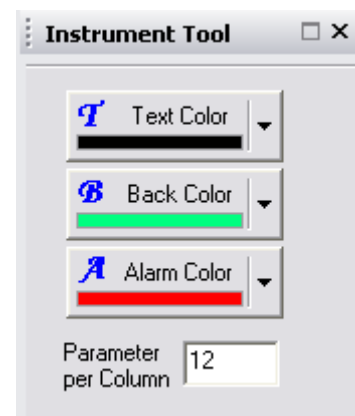 Instrument Tool
T Text Color
B Back Color
A Alarm Color
Parameter
per Column 12